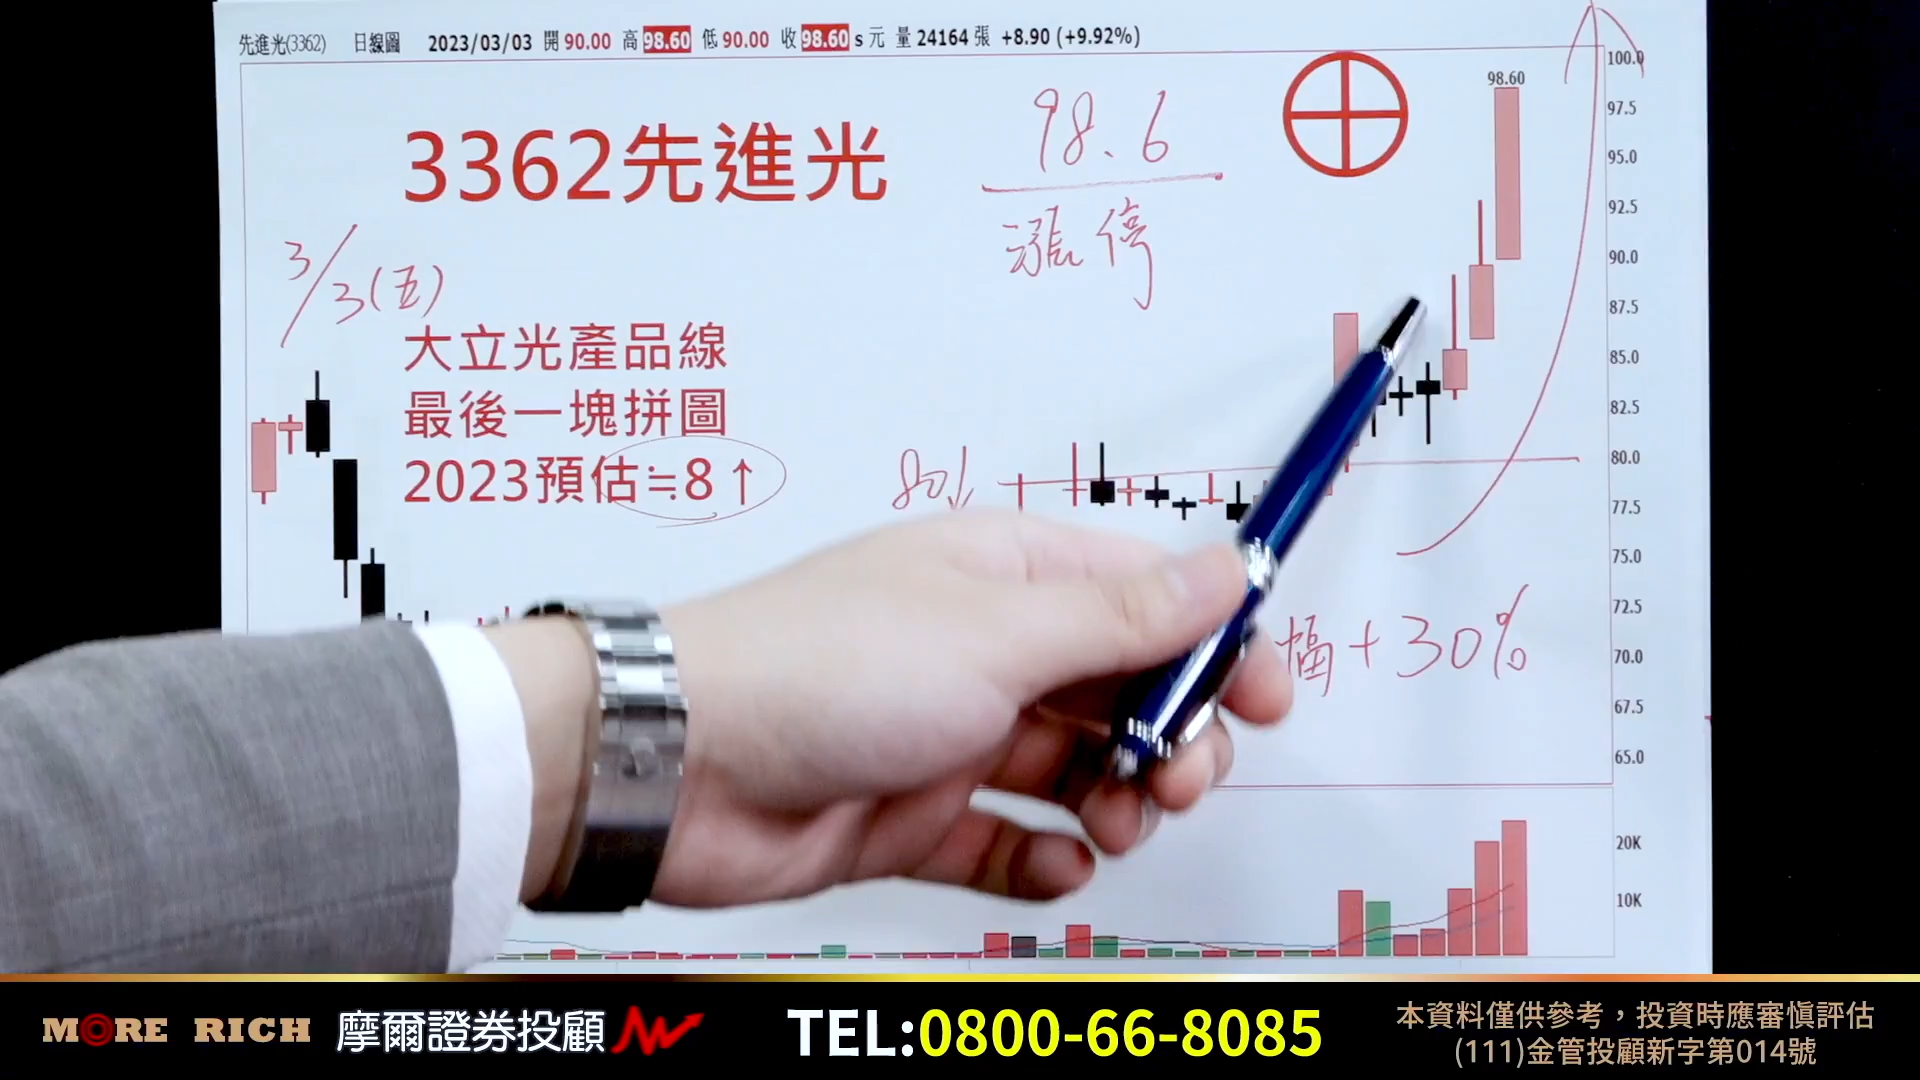 先進光(3362) 日線圖 2023/03/03 開 90.00 高 98.60 低 90.00 收 98.60 s 元 量 24164 張 +8.90 (+9.92%)
3362先進光
98.6
漲停
98.60
3/3(五)
大立光產品線
最後一塊拼圖
2023預估≒8↑
80↓
幅+30%
100.0
97.5
95.0
92.5
90.0
87.5
85.0
82.5
80.0
77.5
75.0
72.5
70.0
67.5
65.0
20K
10K
MORE RICH 摩爾證券投顧
TEL:0800-66-8085
本資料僅供參考，投資時應審慎評估
(111)金管投顧新字第014號